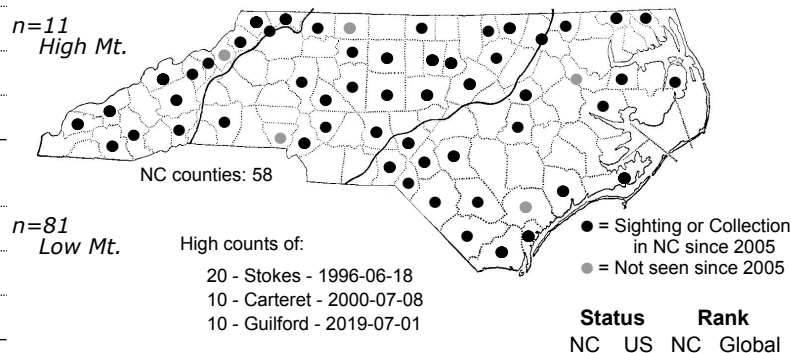 n=11
High Mt.
NC counties: 58
n=81
Low Mt.
High counts of:
20 - Stokes - 1996-06-18
10 - Carteret - 2000-07-08
10 - Guilford - 2019-07-01
= Sighting or Collection
in NC since 2005
= Not seen since 2005
Status Rank
NC US NC Global